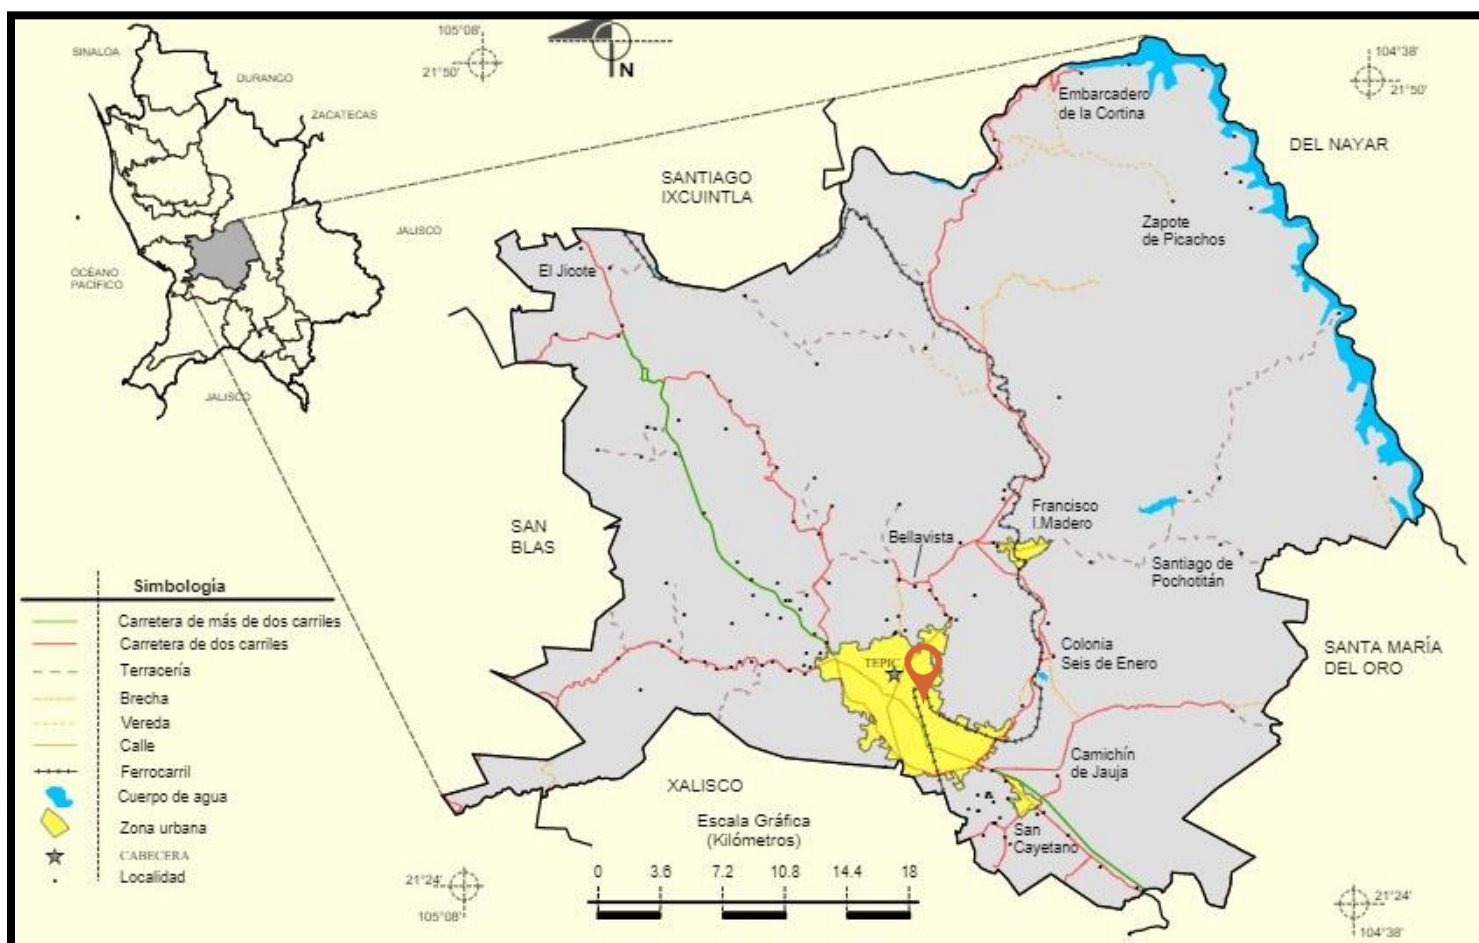 SINALOA
DURANGO
ZACATECAS
JALISCO
OCÉANO
PACÍFICO
JALISCO
105°08'
21°50'
N
104°38'
21°50'
Embarcadero
de la Cortina
DEL NAYAR
SANTIAGO
IXCUINTLA
Zapote
de Picachos
El Jicote
SAN
BLAS
Francisco
I.Madero
Bellavista
Santiago de
Pochotitán
Colonia
Seis de Enero
SANTA MARÍA
DEL ORO
TEPIC
Camichín
de Jauja
XALISCO
San
Cayetano
Escala Gráfica
(Kilómetros)
0 3.6 7.2 10.8 14.4 18
21°24'
105°08'
21°24'
104°38'
Simbología
Carretera de más de dos carriles
Carretera de dos carriles
Terracería
Brecha
Vereda
Calle
Ferrocarril
Cuerpo de agua
Zona urbana
CABECERA
Localidad